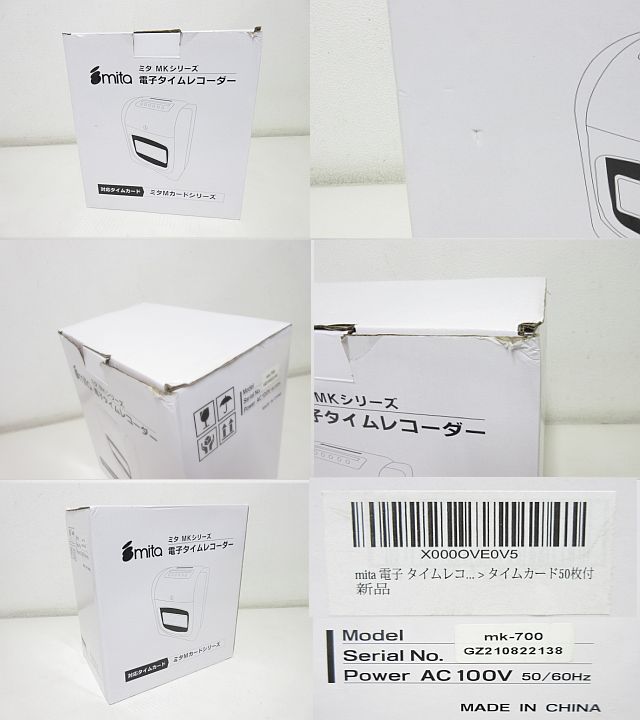 mita
ミタ MKシリーズ
電子タイムレコーダー
対応タイムカード
ミタMカードシリーズ
Model
Serial No.
Power AC100V
MKシリーズ
子タイムレコーダー
mita
ミタ MKシリーズ
電子タイムレコーダー
対応タイムカード
ミタMカードシリーズ
X000OVE0V5
mita 電子 タイムレコ... > タイムカード50枚付
新品
Model mk-700
Serial No. GZ210822138
Power AC100V 50/60Hz
MADE IN CHINA